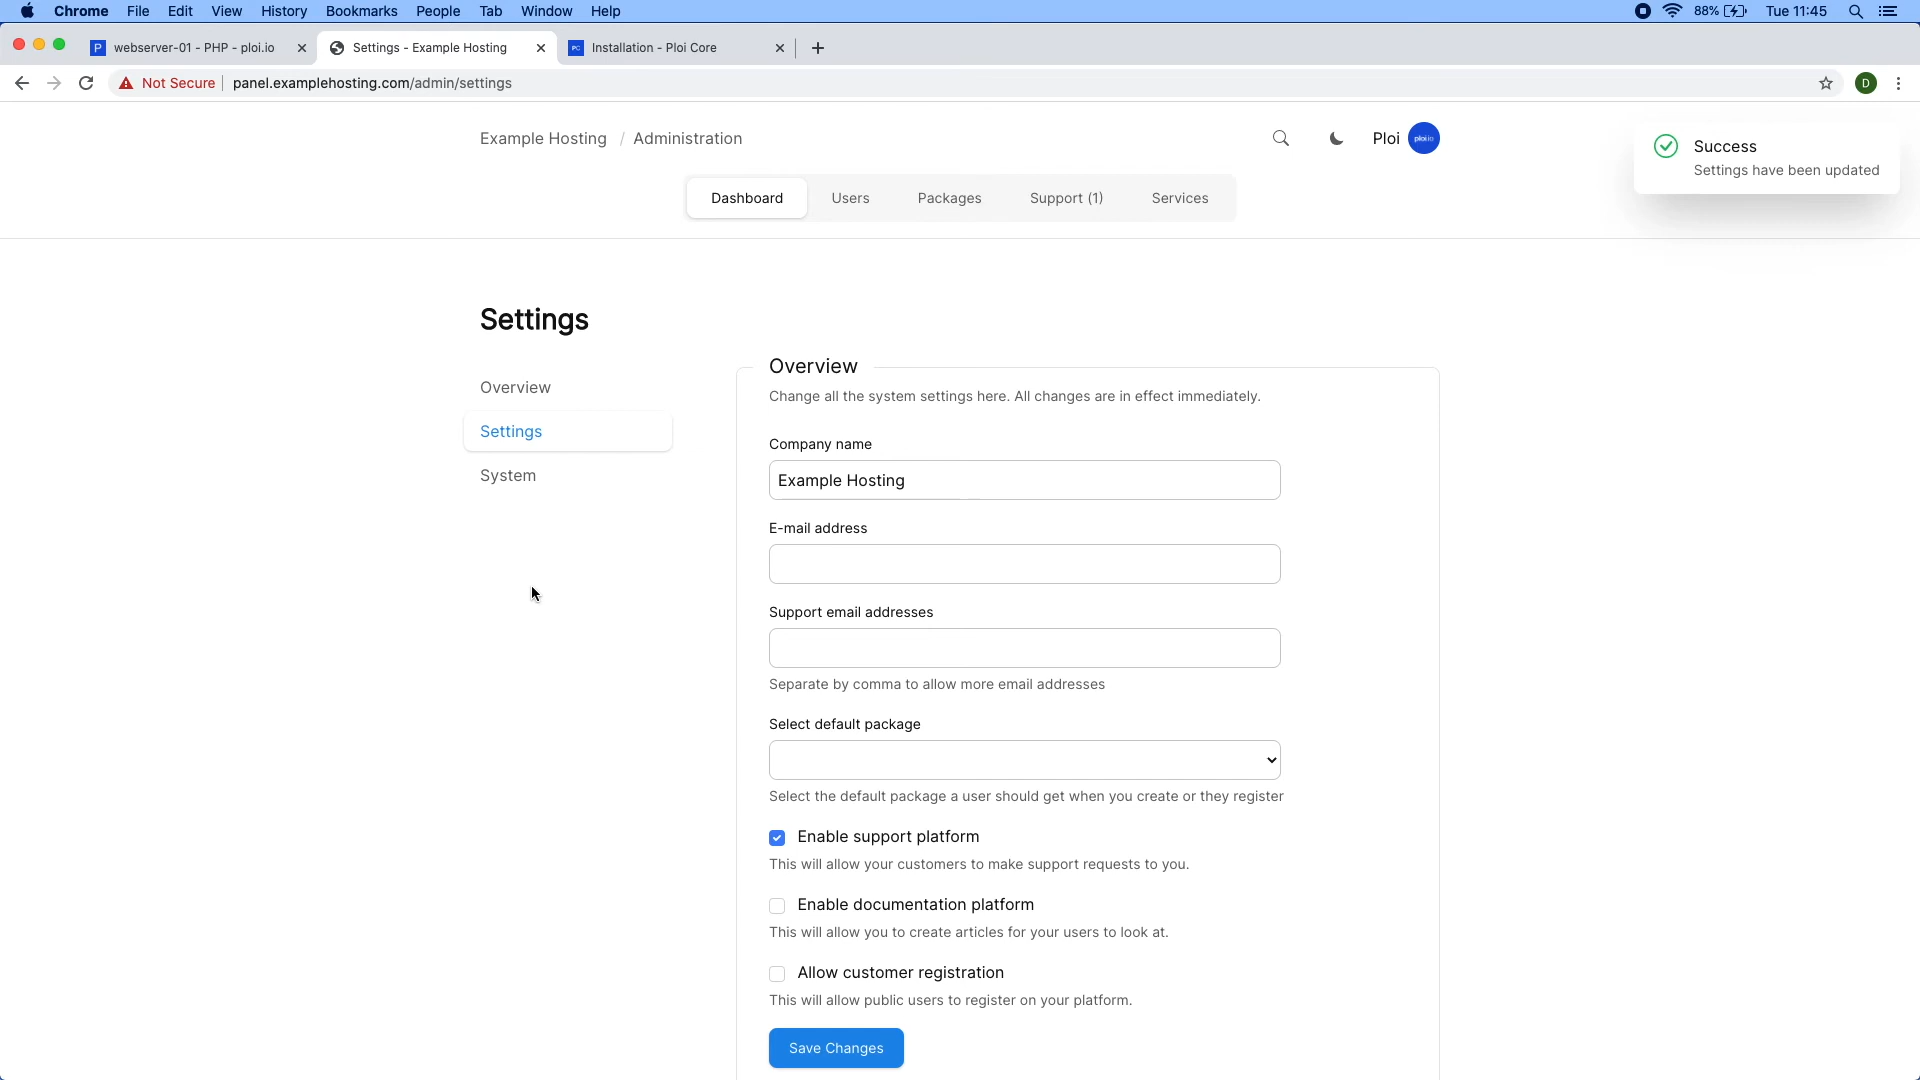 Chrome File Edit View History Bookmarks People Tab Window Help 88% Tue 11:45
P webserver-01 - PHP - ploi.io Settings - Example Hosting PC Installation - Ploi Core
Not Secure panel.examplehosting.com/admin/settings D
Example Hosting / Administration Ploi ploi.io
Success
Settings have been updated
Dashboard Users Packages Support (1) Services
Settings
Overview
Settings
System
Overview
Change all the system settings here. All changes are in effect immediately.
Company name
Example Hosting
E-mail address
Support email addresses
Separate by comma to allow more email addresses
Select default package
Select the default package a user should get when you create or they register
Enable support platform
This will allow your customers to make support requests to you.
Enable documentation platform
This will allow you to create articles for your users to look at.
Allow customer registration
This will allow public users to register on your platform.
Save Changes